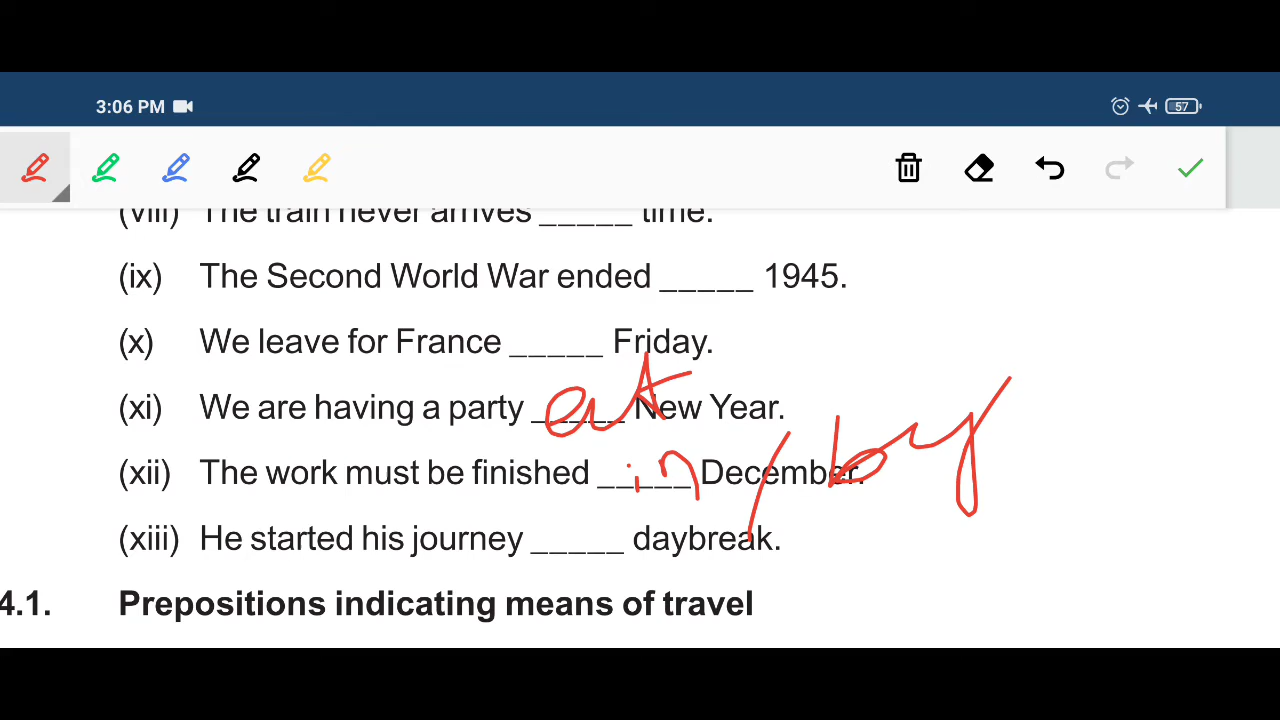 3:06 PM 57
(viii) The train never arrives _____ time.
(ix) The Second World War ended _____ 1945.
(x) We leave for France _____ Friday.
(xi) We are having a party at New Year.
(xii) The work must be finished in / by December.
(xiii) He started his journey _____ daybreak.
4.1. Prepositions indicating means of travel